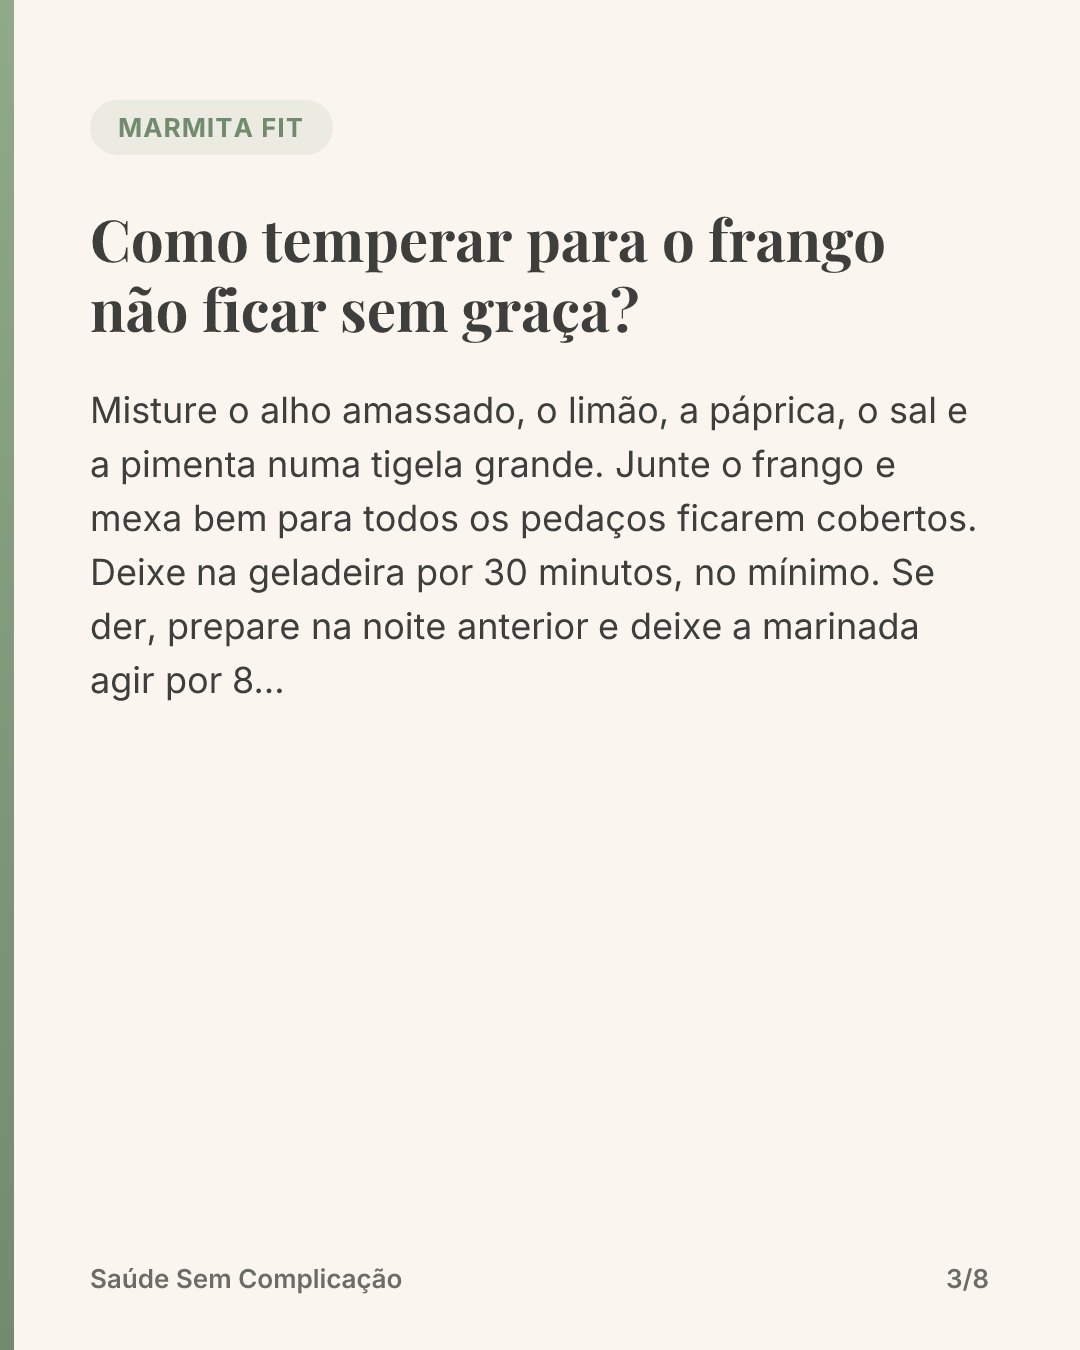 MARMITA FIT
Como temperar para o frango
não ficar sem graça?
Misture o alho amassado, o limão, a páprica, o sal e
a pimenta numa tigela grande. Junte o frango e
mexa bem para todos os pedaços ficarem cobertos.
Deixe na geladeira por 30 minutos, no mínimo. Se
der, prepare na noite anterior e deixe a marinada
agir por 8...
Saúde Sem Complicação
3/8